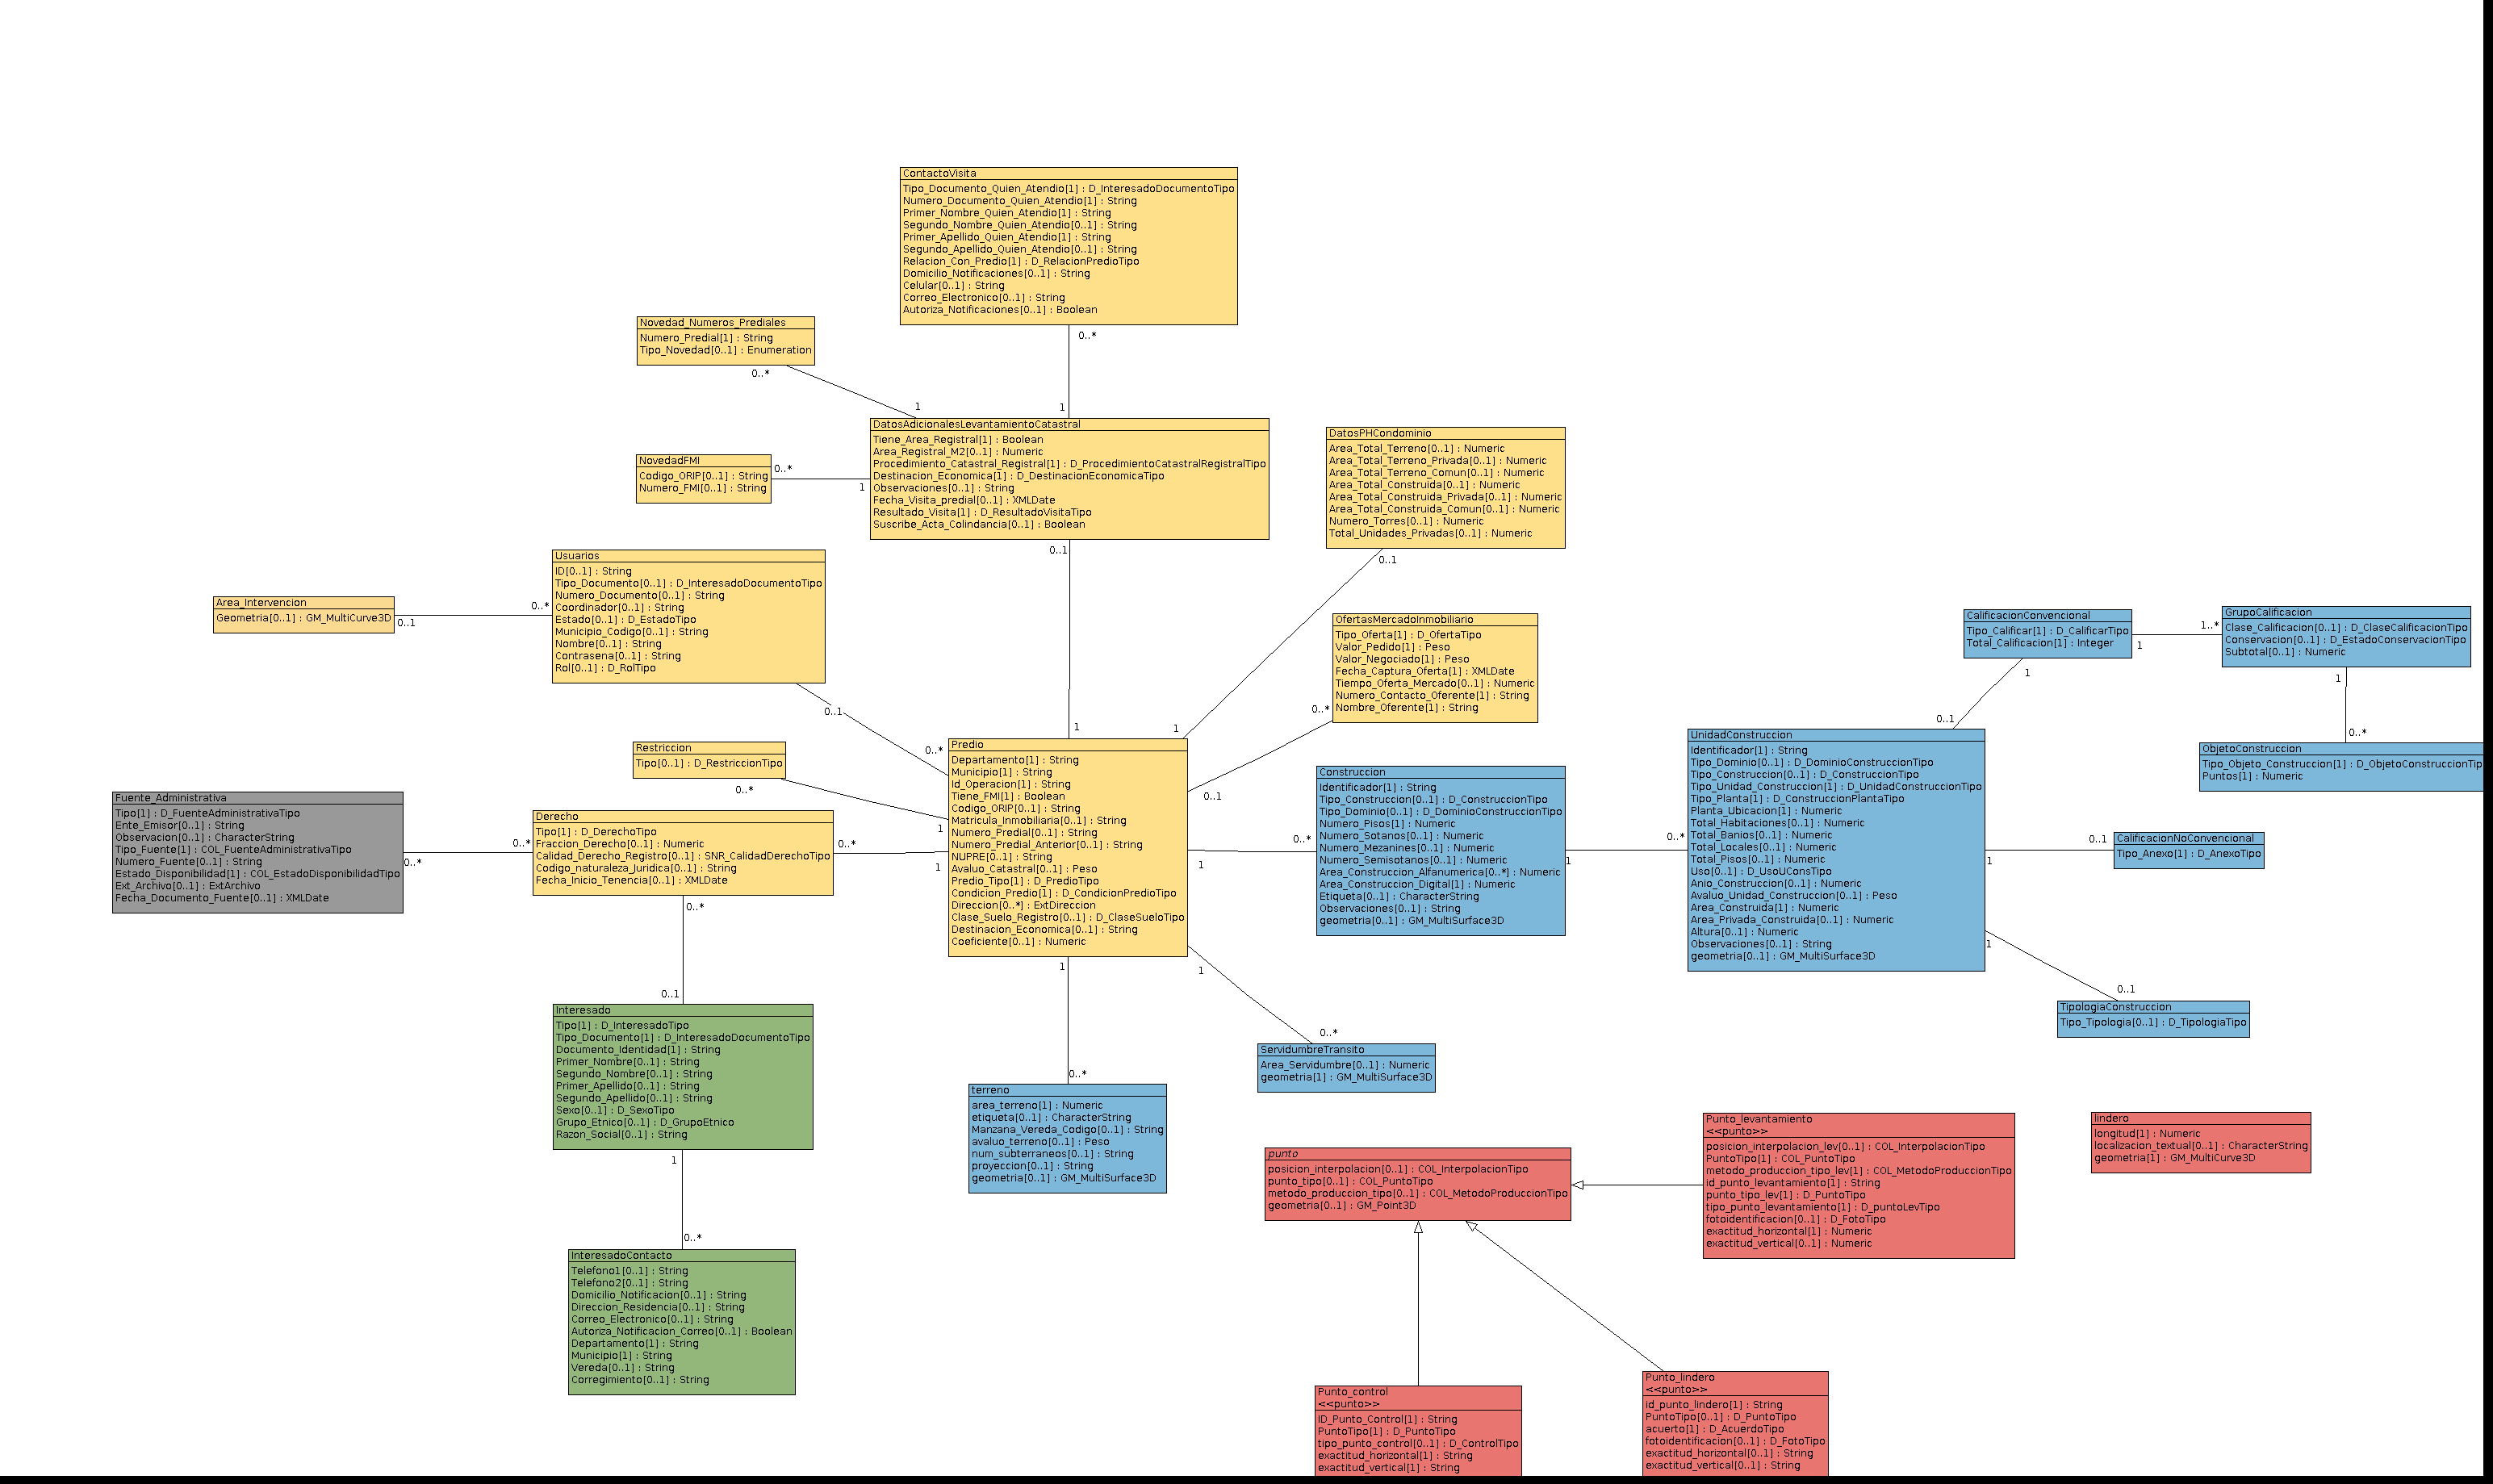 ContactoVisita
Tipo_Documento_Quien_Atendio[1] : D_InteresadoDocumentoTipo
Numero_Documento_Quien_Atendio[1] : String
Primer_Nombre_Quien_Atendio[1] : String
Segundo_Nombre_Quien_Atendio[0..1] : String
Primer_Apellido_Quien_Atendio[1] : String
Segundo_Apellido_Quien_Atendio[0..1] : String
Relacion_Con_Predio[1] : D_RelacionPredioTipo
Domicilio_Notificaciones[0..1] : String
Celular[0..1] : String
Correo_Electronico[0..1] : String
Autoriza_Notificaciones[0..1] : Boolean
0..*
1
Novedad_Numeros_Prediales
Numero_Predial[1] : String
Tipo_Novedad[0..1] : Enumeration
0..*
1
DatosAdicionalesLevantamientoCatastral
Tiene_Area_Registral[1] : Boolean
Area_Registral_M2[0..1] : Numeric
Procedimiento_Catastral_Registral[1] : D_ProcedimientoCatastralRegistralTipo
Destinacion_Economica[1] : D_DestinacionEconomicaTipo
Observaciones[0..1] : String
Fecha_Visita_predial[0..1] : XMLDate
Resultado_Visita[1] : D_ResultadoVisitaTipo
Suscribe_Acta_Colindancia[0..1] : Boolean
0..1
1
NovedadFMI
Codigo_ORIP[0..1] : String
Numero_FMI[0..1] : String
0..*
1
DatosPHCondominio
Area_Total_Terreno[0..1] : Numeric
Area_Total_Terreno_Privada[0..1] : Numeric
Area_Total_Terreno_Comun[0..1] : Numeric
Area_Total_Construida[0..1] : Numeric
Area_Total_Construida_Privada[0..1] : Numeric
Area_Total_Construida_Comun[0..1] : Numeric
Numero_Torres[0..1] : Numeric
Total_Unidades_Privadas[0..1] : Numeric
0..1
1
Usuarios
ID[0..1] : String
Tipo_Documento[0..1] : D_InteresadoDocumentoTipo
Numero_Documento[0..1] : String
Coordinador[0..1] : String
Estado[0..1] : D_EstadoTipo
Municipio_Codigo[0..1] : String
Nombre[0..1] : String
Contrasena[0..1] : String
Rol[0..1] : D_RolTipo
0..1
0..*
Area_Intervencion
Geometria[0..1] : GM_MultiCurve3D
0..1
0..*
OfertasMercadoInmobiliario
Tipo_Oferta[1] : D_OfertaTipo
Valor_Pedido[1] : Peso
Valor_Negociado[1] : Peso
Fecha_Captura_Oferta[1] : XMLDate
Tiempo_Oferta_Mercado[0..1] : Numeric
Numero_Contacto_Oferente[1] : String
Nombre_Oferente[1] : String
0..*
0..1
CalificacionConvencional
Tipo_Calificar[1] : D_CalificarTipo
Total_Calificacion[1] : Integer
1
0..1
1
1..*
GrupoCalificacion
Clase_Calificacion[0..1] : D_ClaseCalificacionTipo
Conservacion[0..1] : D_EstadoConservacionTipo
Subtotal[0..1] : Numeric
1
0..*
ObjetoConstruccion
Tipo_Objeto_Construccion[1] : D_ObjetoConstruccionTip
Puntos[1] : Numeric
Restriccion
Tipo[0..1] : D_RestriccionTipo
0..*
1
Predio
Departamento[1] : String
Municipio[1] : String
Id_Operacion[1] : String
Tiene_FMI[1] : Boolean
Codigo_ORIP[0..1] : String
Matricula_Inmobiliaria[0..1] : String
Numero_Predial[0..1] : String
Numero_Predial_Anterior[0..1] : String
NUPRE[0..1] : String
Avaluo_Catastral[0..1] : Peso
Predio_Tipo[1] : D_PredioTipo
Condicion_Predio[1] : D_CondicionPredioTipo
Direccion[0..*] : ExtDireccion
Clase_Suelo_Registro[0..1] : D_ClaseSueloTipo
Destinacion_Economica[0..1] : String
Coeficiente[0..1] : Numeric
Construccion
Identificador[1] : String
Tipo_Construccion[0..1] : D_ConstruccionTipo
Tipo_Dominio[0..1] : D_DominioConstruccionTipo
Numero_Pisos[1] : Numeric
Numero_Sotanos[0..1] : Numeric
Numero_Mezanines[0..1] : Numeric
Numero_Semisotanos[0..1] : Numeric
Area_Construccion_Alfanumerica[0..*] : Numeric
Area_Construccion_Digital[1] : Numeric
Etiqueta[0..1] : CharacterString
Observaciones[0..1] : String
geometria[0..1] : GM_MultiSurface3D
1
0..*
1
0..*
UnidadConstruccion
Identificador[1] : String
Tipo_Dominio[0..1] : D_DominioConstruccionTipo
Tipo_Construccion[0..1] : D_ConstruccionTipo
Tipo_Unidad_Construccion[1] : D_UnidadConstruccionTipo
Tipo_Planta[1] : D_ConstruccionPlantaTipo
Planta_Ubicacion[1] : Numeric
Total_Habitaciones[0..1] : Numeric
Total_Banios[0..1] : Numeric
Total_Locales[0..1] : Numeric
Total_Pisos[0..1] : Numeric
Uso[0..1] : D_UsoUConsTipo
Anio_Construccion[0..1] : Numeric
Avaluo_Unidad_Construccion[0..1] : Peso
Area_Construida[1] : Numeric
Area_Privada_Construida[0..1] : Numeric
Altura[0..1] : Numeric
Observaciones[0..1] : String
geometria[0..1] : GM_MultiSurface3D
CalificacionNoConvencional
Tipo_Anexo[1] : D_AnexoTipo
1
0..1
TipologiaConstruccion
Tipo_Tipologia[0..1] : D_TipologiaTipo
1
0..1
Fuente_Administrativa
Tipo[1] : D_FuenteAdministrativaTipo
Ente_Emisor[0..1] : String
Observacion[0..1] : CharacterString
Tipo_Fuente[1] : COL_FuenteAdministrativaTipo
Numero_Fuente[0..1] : String
Estado_Disponibilidad[1] : COL_EstadoDisponibilidadTipo
Ext_Archivo[0..1] : ExtArchivo
Fecha_Documento_Fuente[0..1] : XMLDate
0..*
0..*
Derecho
Tipo[1] : D_DerechoTipo
Fraccion_Derecho[0..1] : Numeric
Calidad_Derecho_Registro[0..1] : SNR_CalidadDerechoTipo
Codigo_naturaleza_Juridica[0..1] : String
Fecha_Inicio_Tenencia[0..1] : XMLDate
0..*
1
0..*
0..1
Interesado
Tipo[1] : D_InteresadoTipo
Tipo_Documento[1] : D_InteresadoDocumentoTipo
Documento_Identidad[1] : String
Primer_Nombre[0..1] : String
Segundo_Nombre[0..1] : String
Primer_Apellido[0..1] : String
Segundo_Apellido[0..1] : String
Sexo[0..1] : D_SexoTipo
Grupo_Etnico[0..1] : D_GrupoEtnico
Razon_Social[0..1] : String
1
0..*
InteresadoContacto
Telefono1[0..1] : String
Telefono2[0..1] : String
Domicilio_Notificacion[0..1] : String
Direccion_Residencia[0..1] : String
Correo_Electronico[0..1] : String
Autoriza_Notificacion_Correo[0..1] : Boolean
Departamento[1] : String
Municipio[1] : String
Vereda[0..1] : String
Corregimiento[0..1] : String
1
0..*
terreno
area_terreno[1] : Numeric
etiqueta[0..1] : CharacterString
Manzana_Vereda_Codigo[0..1] : String
avaluo_terreno[0..1] : Peso
num_subterraneos[0..1] : String
proyeccion[0..1] : String
geometria[0..1] : GM_MultiSurface3D
1
0..*
ServidumbreTransito
Area_Servidumbre[0..1] : Numeric
geometria[1] : GM_MultiSurface3D
punto
posicion_interpolacion[0..1] : COL_InterpolacionTipo
punto_tipo[0..1] : COL_PuntoTipo
metodo_produccion_tipo[0..1] : COL_MetodoProduccionTipo
geometria[0..1] : GM_Point3D
Punto_levantamiento
<<punto>>
posicion_interpolacion_lev[0..1] : COL_InterpolacionTipo
PuntoTipo[1] : COL_PuntoTipo
metodo_produccion_tipo_lev[1] : COL_MetodoProduccionTipo
id_punto_levantamiento[1] : String
punto_tipo_lev[1] : D_PuntoTipo
tipo_punto_levantamiento[1] : D_puntoLevTipo
fotoidentificacion[0..1] : D_FotoTipo
exactitud_horizontal[1] : Numeric
exactitud_vertical[0..1] : Numeric
lindero
longitud[1] : Numeric
localizacion_textual[0..1] : CharacterString
geometria[1] : GM_MultiCurve3D
Punto_control
<<punto>>
ID_Punto_Control[1] : String
PuntoTipo[1] : D_PuntoTipo
tipo_punto_control[0..1] : D_ControlTipo
exactitud_horizontal[1] : String
exactitud_vertical[1] : String
Punto_lindero
<<punto>>
id_punto_lindero[1] : String
PuntoTipo[0..1] : D_PuntoTipo
acuerto[1] : D_AcuerdoTipo
fotoidentificacion[0..1] : D_FotoTipo
exactitud_horizontal[0..1] : String
exactitud_vertical[0..1] : String